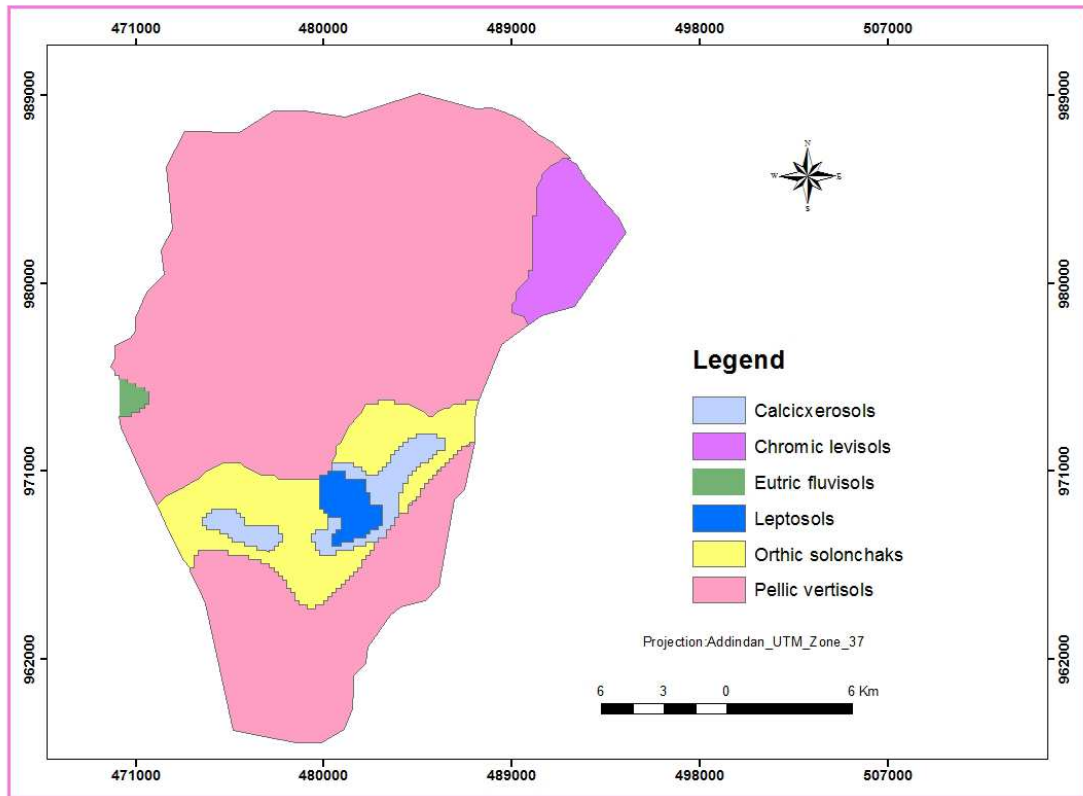 471000 480000 489000 498000 507000
989000 989000
N
W E
S
980000 980000
Legend
Calcicxerosols
Chromic levisols
Eutric fluvisols
Leptosols
Orthic solonchaks
Pellic vertisols
971000 971000
962000 962000
Projection:Addindan_UTM_Zone_37
6 3 0 6 Km
471000 480000 489000 498000 507000